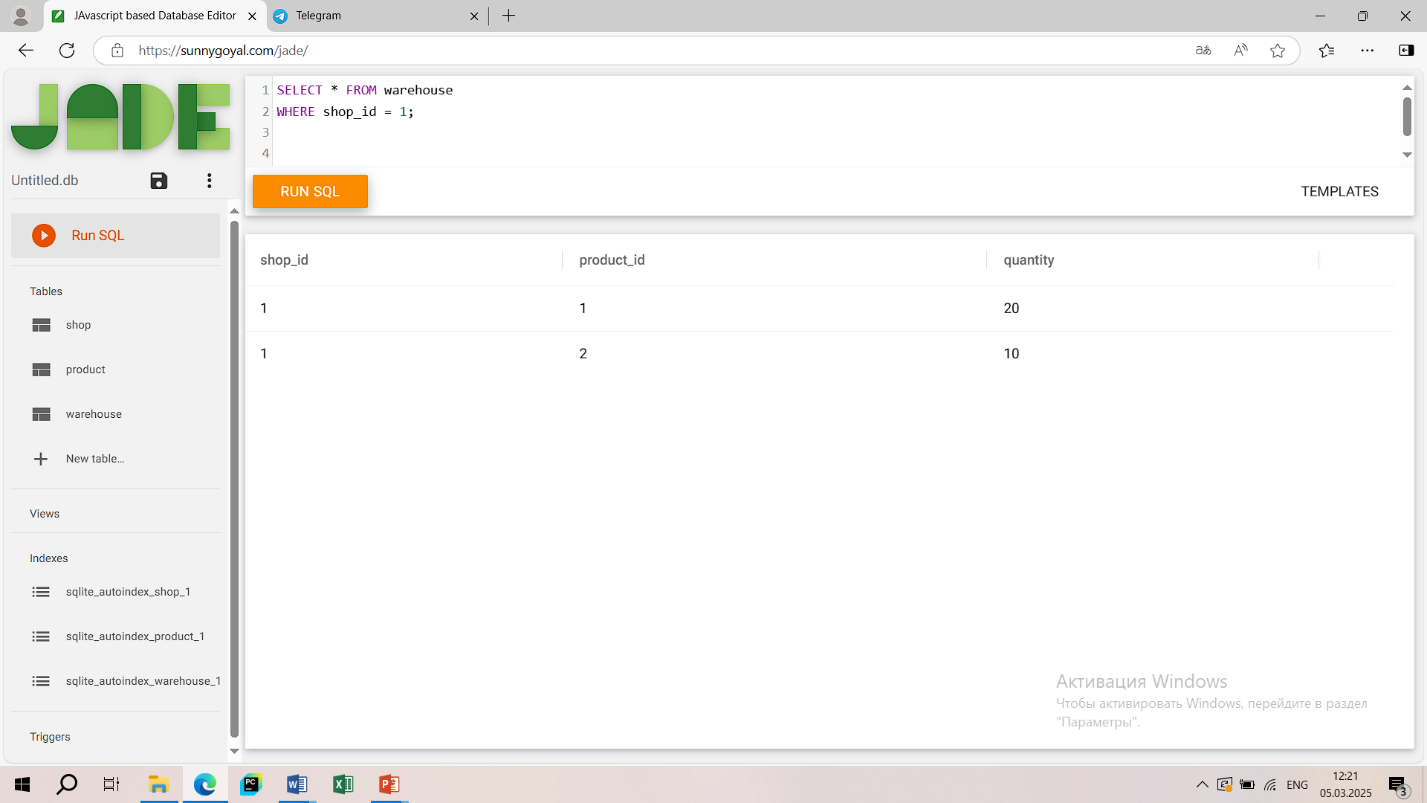 JAvascript based Database Editor
Telegram
https://sunnygoyal.com/jade/
JADE
Untitled.db
Run SQL
Tables
shop
product
warehouse
New table...
Views
Indexes
sqlite_autoindex_shop_1
sqlite_autoindex_product_1
sqlite_autoindex_warehouse_1
Triggers
1 SELECT * FROM warehouse
2 WHERE shop_id = 1;
3
4
RUN SQL
TEMPLATES
shop_id product_id quantity
1 1 20
1 2 10
Активация Windows
Чтобы активировать Windows, перейдите в раздел
"Параметры".
ENG
12:21
05.03.2025
3